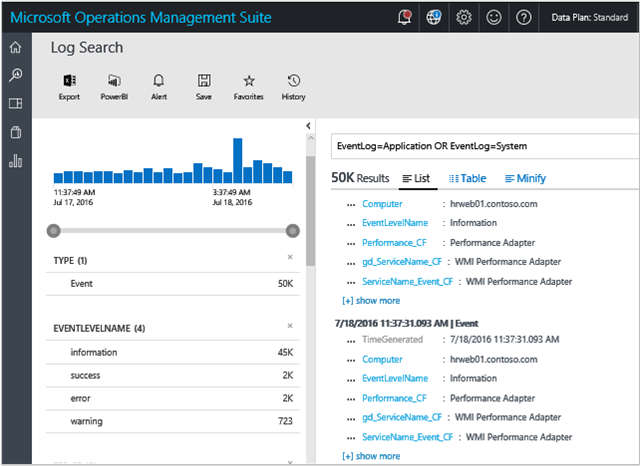 Microsoft Operations Management Suite
Data Plan: Standard
Log Search
Export PowerBI Alert Save Favorites History
11:37:49 AM
Jul 17, 2016
3:37:49 AM
Jul 18, 2016
TYPE (1)
Event 50K
EVENTLEVELNAME (4)
information 45K
success 2K
error 2K
warning 723
EventLog=Application OR EventLog=System
50K Results List Table Minify
... Computer : hrweb01.contoso.com
... EventLevelName : Information
... Performance_CF : Performance Adapter
... gd_ServiceName_CF : WMI Performance Adapter
... ServiceName_Event_CF : WMI Performance Adapter
[+] show more
7/18/2016 11:37:31.093 AM | Event
... TimeGenerated : 7/18/2016 11:37:31.093 AM
... Computer : hrweb01.contoso.com
... EventLevelName : Information
... Performance_CF : Performance Adapter
... gd_ServiceName_CF : WMI Performance Adapter
... ServiceName_Event_CF : WMI Performance Adapter
[+] show more